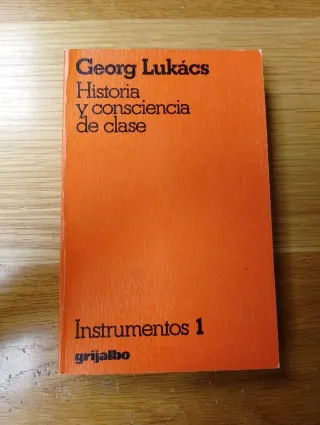 Georg Lukács
Historia
y consciencia
de clase
Instrumentos 1
grijalbo